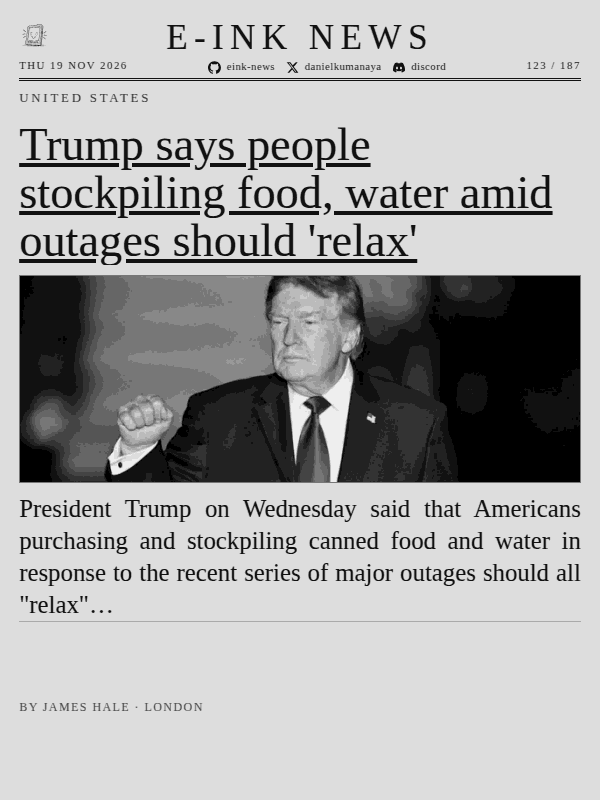 E-INK NEWS
THU 19 NOV 2026
eink-news danielkumanaya discord
123 / 187
UNITED STATES
Trump says people
stockpiling food, water amid
outages should 'relax'
President Trump on Wednesday said that Americans
purchasing and stockpiling canned food and water in
response to the recent series of major outages should all
"relax"…
BY JAMES HALE · LONDON